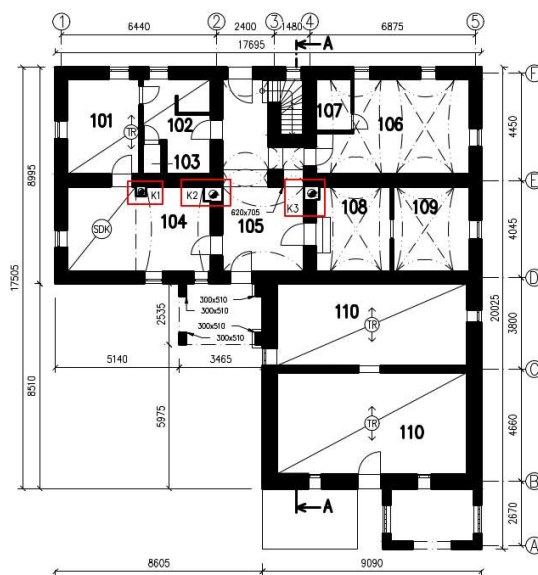 1 2 3 4 5
6440 2400 1480 6875
17695
A
F
101 102 107 106
TR
103
4450
E
8995
K1 K2 K3
620x705
108 109
SDK 104 105
4045
D
17505
300x510
300x510
300x510
300x510
2535
110
TR
3800
20025
5140 3465
C
8510
5975
TR
110
4660
B
A
2670
A
8605 9090